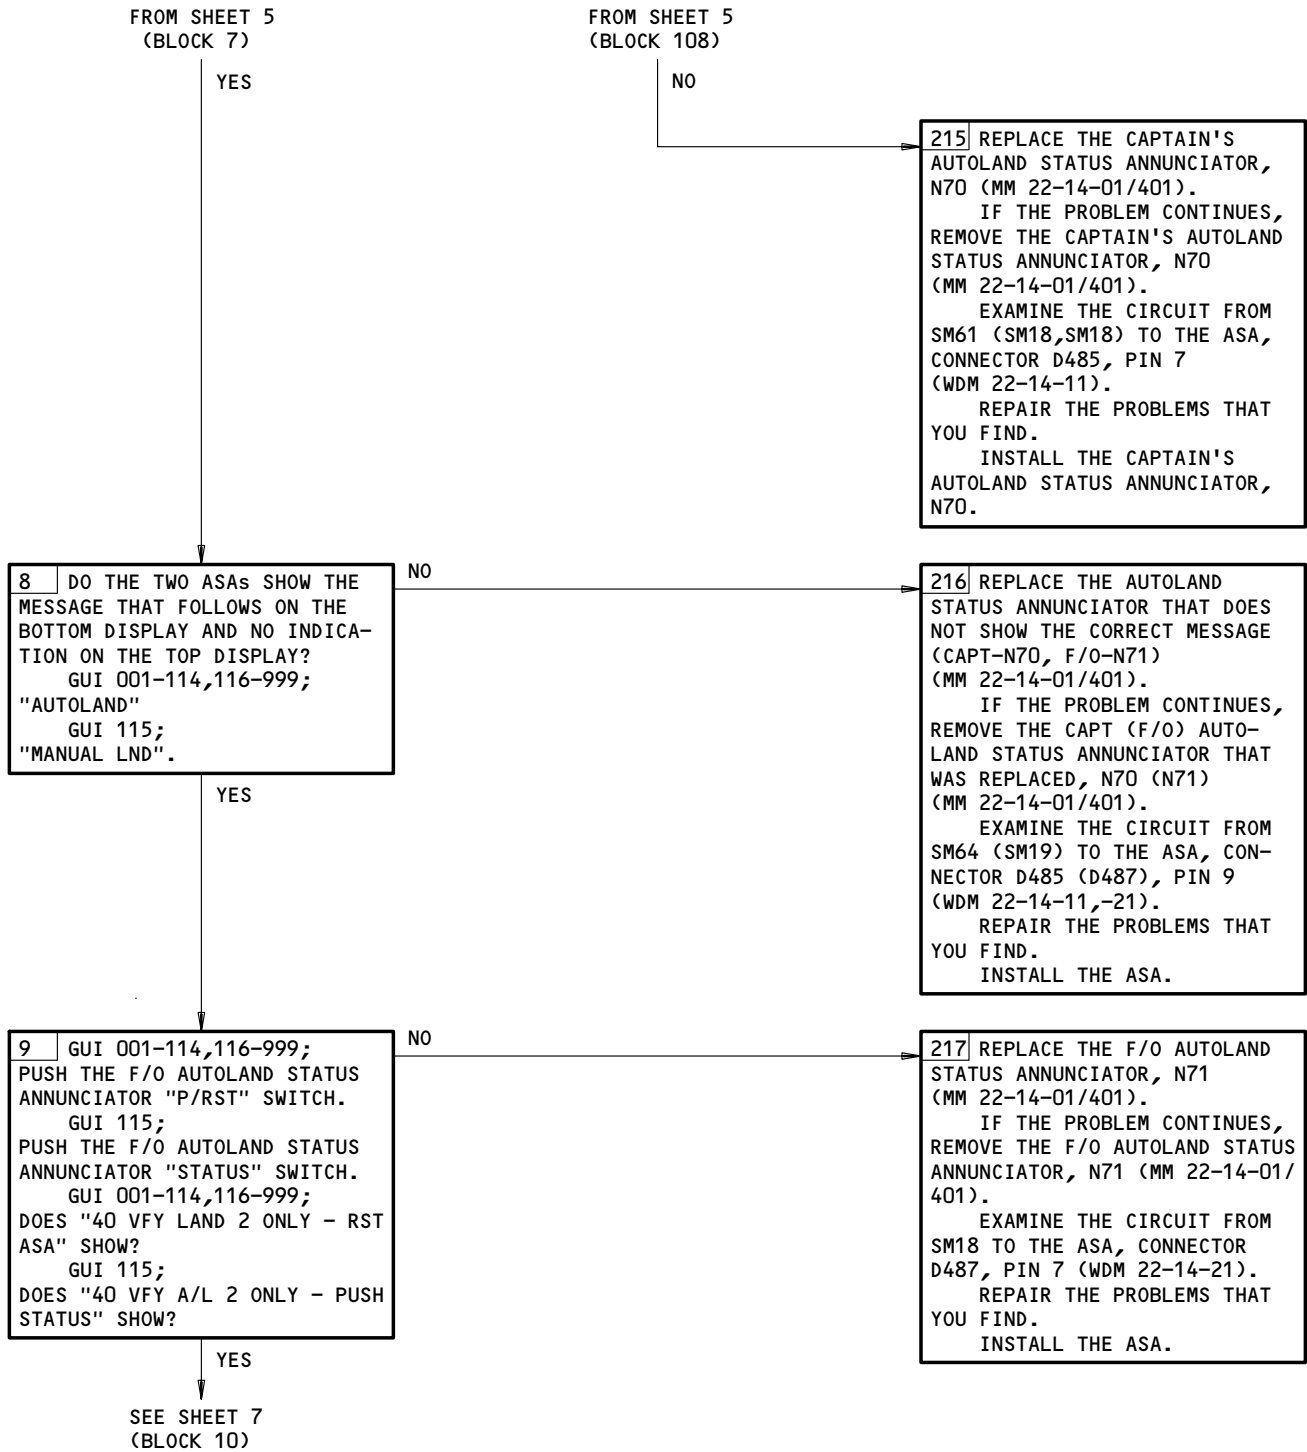 FROM SHEET 5
(BLOCK 7)
YES
FROM SHEET 5
(BLOCK 108)
NO
215 REPLACE THE CAPTAIN'S
AUTOLAND STATUS ANNUNCIATOR,
N70 (MM 22-14-01/401).
IF THE PROBLEM CONTINUES,
REMOVE THE CAPTAIN'S AUTOLAND
STATUS ANNUNCIATOR, N70
(MM 22-14-01/401).
EXAMINE THE CIRCUIT FROM
SM61 (SM18,SM18) TO THE ASA,
CONNECTOR D485, PIN 7
(WDM 22-14-11).
REPAIR THE PROBLEMS THAT
YOU FIND.
INSTALL THE CAPTAIN'S
AUTOLAND STATUS ANNUNCIATOR,
N70.
8 DO THE TWO ASAs SHOW THE
MESSAGE THAT FOLLOWS ON THE
BOTTOM DISPLAY AND NO INDICA-
TION ON THE TOP DISPLAY?
GUI 001-114,116-999;
"AUTOLAND"
GUI 115;
"MANUAL LND".
NO
YES
216 REPLACE THE AUTOLAND
STATUS ANNUNCIATOR THAT DOES
NOT SHOW THE CORRECT MESSAGE
(CAPT-N70, F/O-N71)
(MM 22-14-01/401).
IF THE PROBLEM CONTINUES,
REMOVE THE CAPT (F/O) AUTO-
LAND STATUS ANNUNCIATOR THAT
WAS REPLACED, N70 (N71)
(MM 22-14-01/401).
EXAMINE THE CIRCUIT FROM
SM64 (SM19) TO THE ASA, CON-
NECTOR D485 (D487), PIN 9
(WDM 22-14-11,-21).
REPAIR THE PROBLEMS THAT
YOU FIND.
INSTALL THE ASA.
9 GUI 001-114,116-999;
PUSH THE F/O AUTOLAND STATUS
ANNUNCIATOR "P/RST" SWITCH.
GUI 115;
PUSH THE F/O AUTOLAND STATUS
ANNUNCIATOR "STATUS" SWITCH.
GUI 001-114,116-999;
DOES "40 VFY LAND 2 ONLY - RST
ASA" SHOW?
GUI 115;
DOES "40 VFY A/L 2 ONLY - PUSH
STATUS" SHOW?
NO
YES
217 REPLACE THE F/O AUTOLAND
STATUS ANNUNCIATOR, N71
(MM 22-14-01/401).
IF THE PROBLEM CONTINUES,
REMOVE THE F/O AUTOLAND STATUS
ANNUNCIATOR, N71 (MM 22-14-01/
401).
EXAMINE THE CIRCUIT FROM
SM18 TO THE ASA, CONNECTOR
D487, PIN 7 (WDM 22-14-21).
REPAIR THE PROBLEMS THAT
YOU FIND.
INSTALL THE ASA.
SEE SHEET 7
(BLOCK 10)